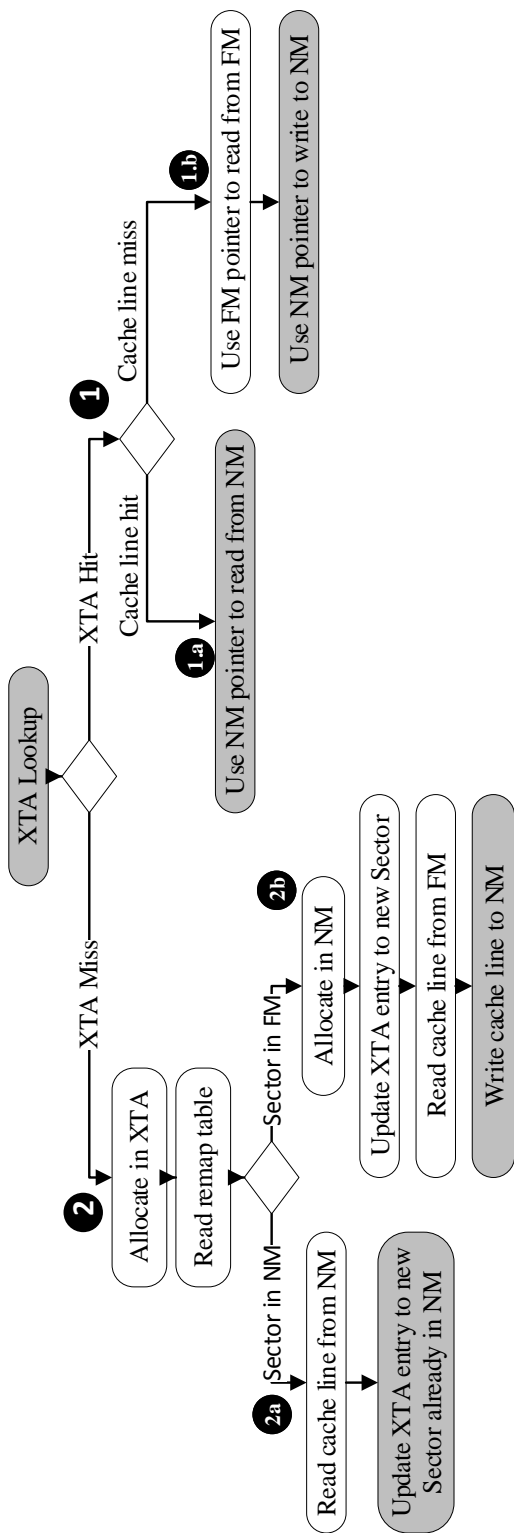 XTA Lookup
XTA Miss
XTA Hit
2
Allocate in XTA
Read remap table
Sector in NM
Sector in FM
2a
Read cache line from NM
Update XTA entry to new
Sector already in NM
2b
Allocate in NM
Update XTA entry to new Sector
Read cache line from FM
Write cache line to NM
1
Cache line hit
Cache line miss
1.a
Use NM pointer to read from NM
1.b
Use FM pointer to read from FM
Use NM pointer to write to NM